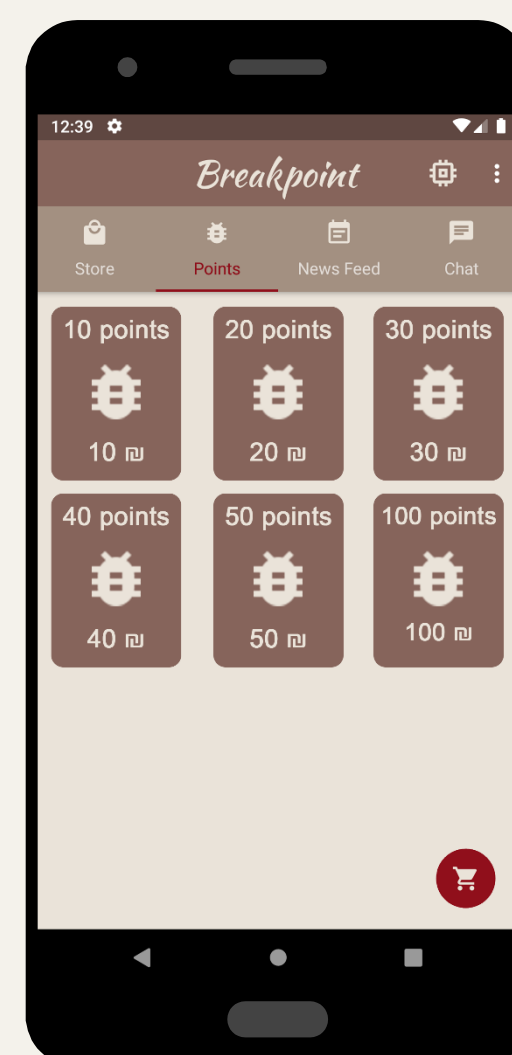 12:39
Breakpoint
Store Points News Feed Chat
10 points 20 points 30 points
10 ₪ 20 ₪ 30 ₪
40 points 50 points 100 points
40 ₪ 50 ₪ 100 ₪